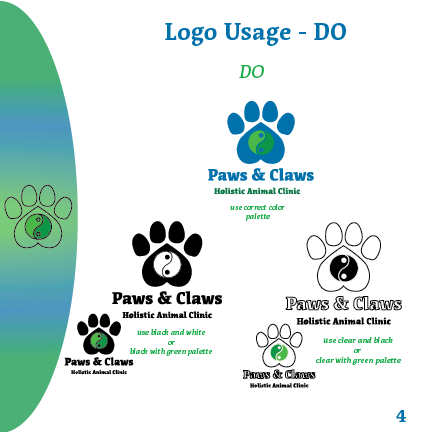 Logo Usage - DO
DO
Paws & Claws
Holistic Animal Clinic
use correct color
palette
Paws & Claws
Holistic Animal Clinic
use black and white
or
black with green palette
Paws & Claws
Holistic Animal Clinic
Paws & Claws
Holistic Animal Clinic
use clear and black
or
clear with green palette
Paws & Claws
Holistic Animal Clinic
4